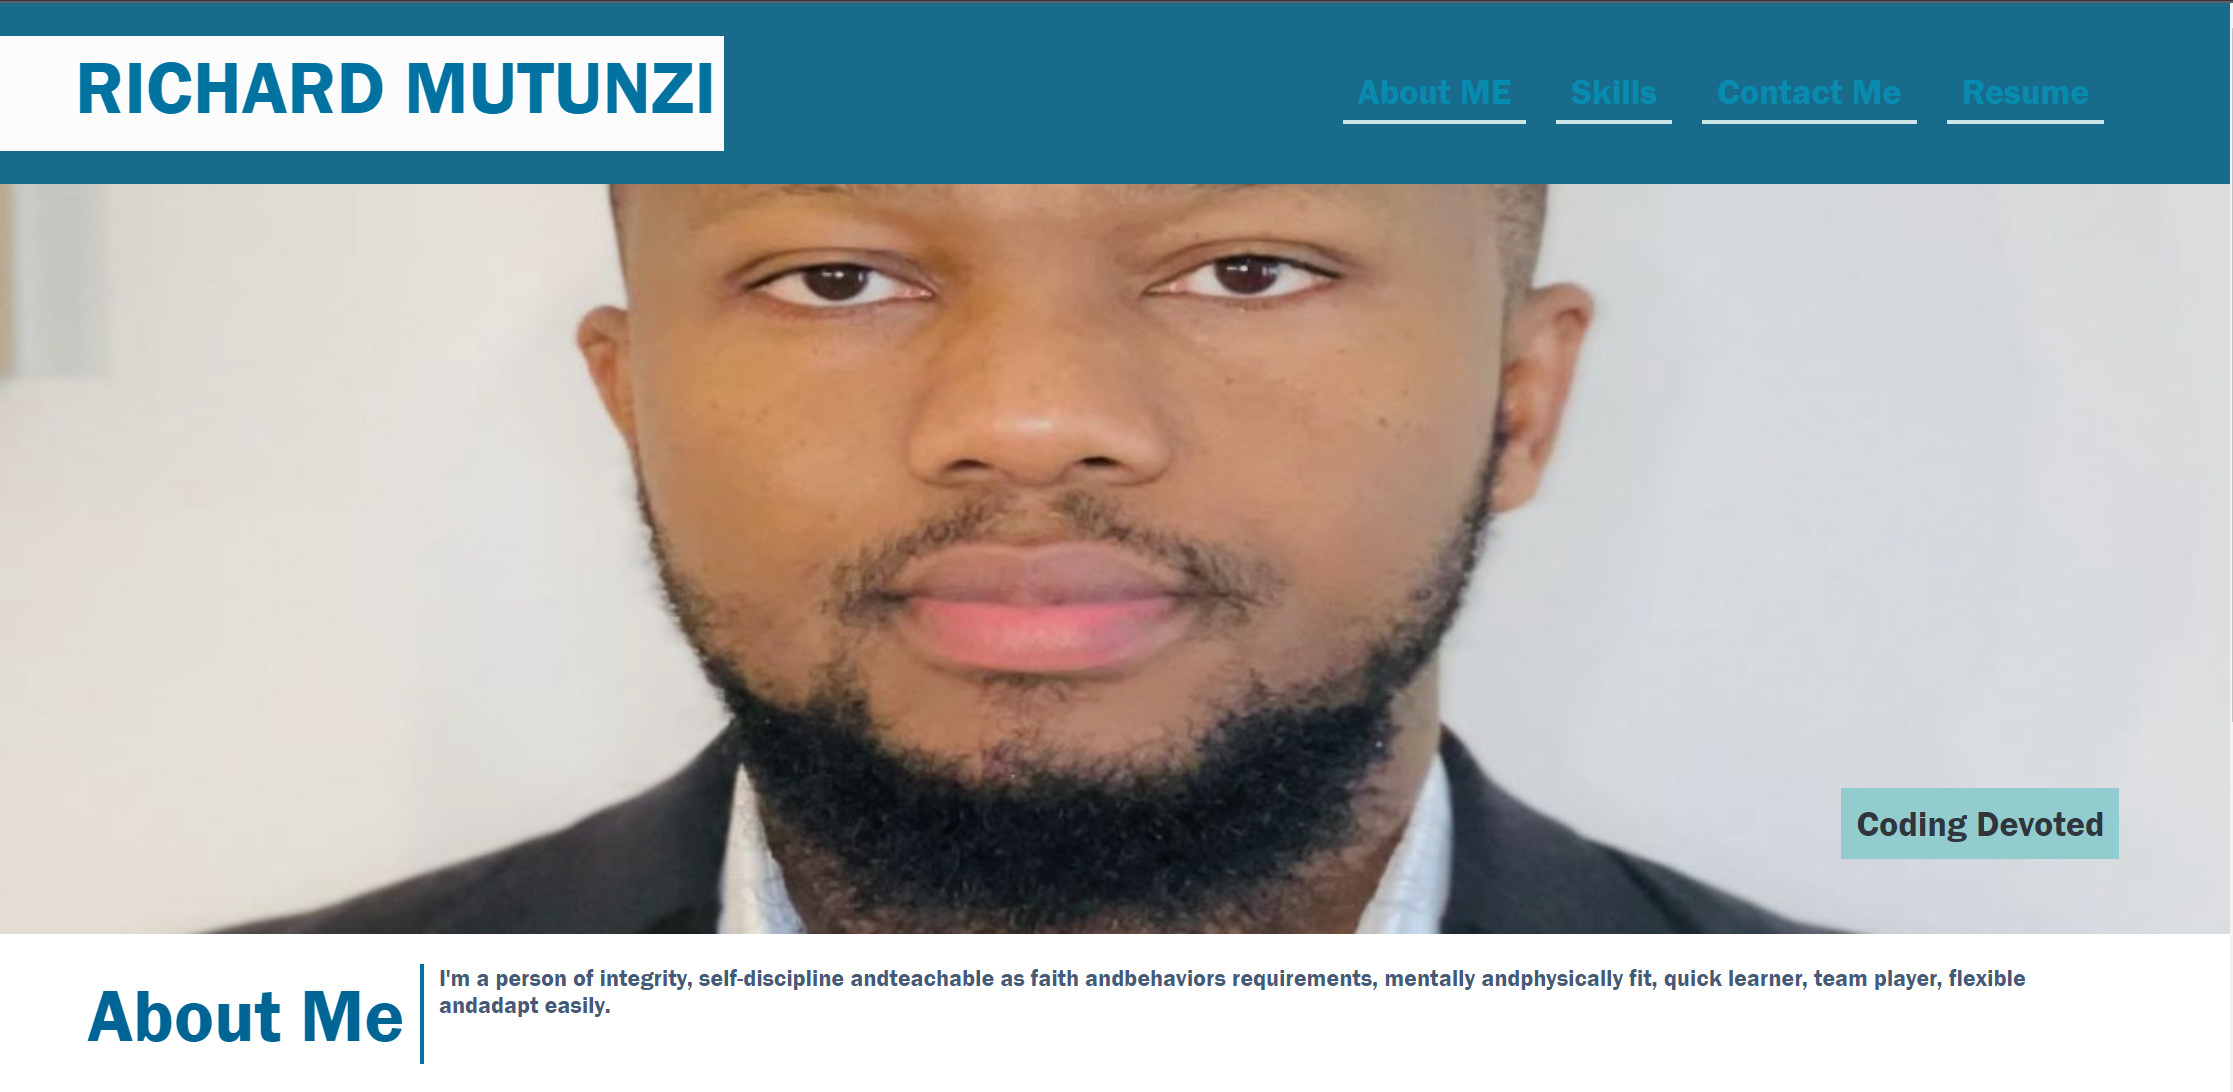 RICHARD MUTUNZI
About ME Skills Contact Me Resume
Coding Devoted
About Me
I'm a person of integrity, self-discipline andteachable as faith andbehaviors requirements, mentally andphysically fit, quick learner, team player, flexible
andadapt easily.